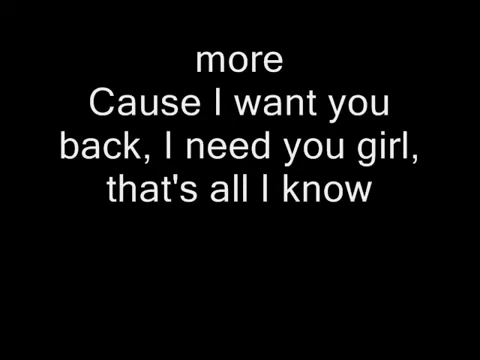 more
Cause I want you
back, I need you girl,
that's all I know